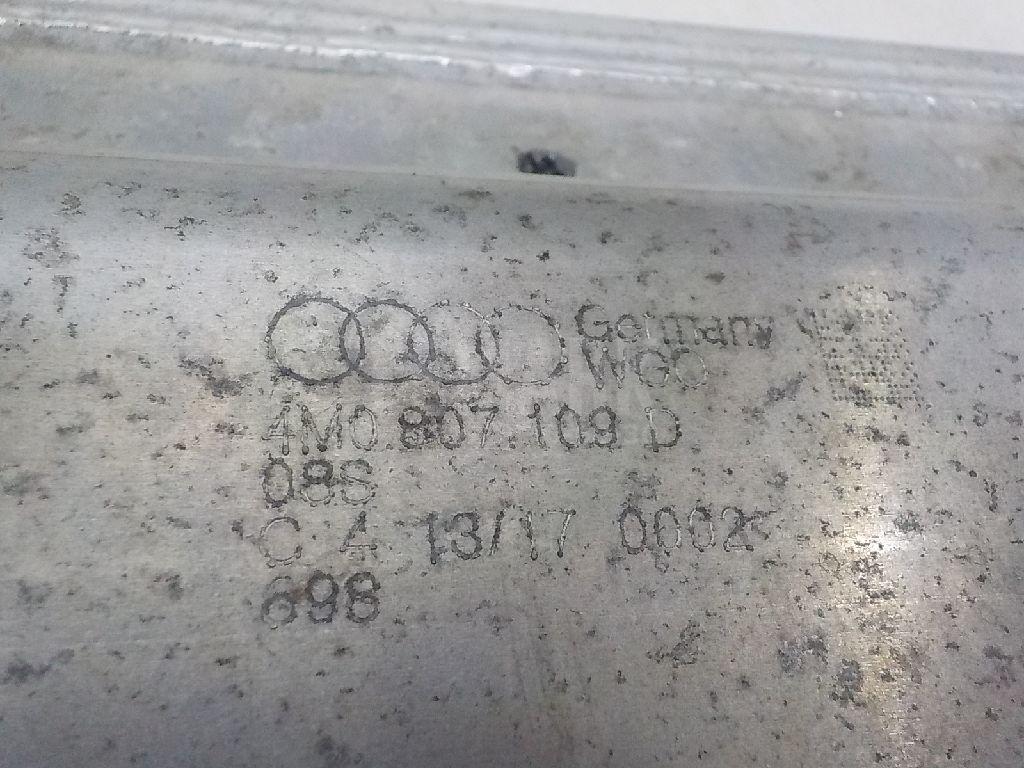 Germany
WGO
4M0.807.109 D
08S
C 4 13/17 0002
698